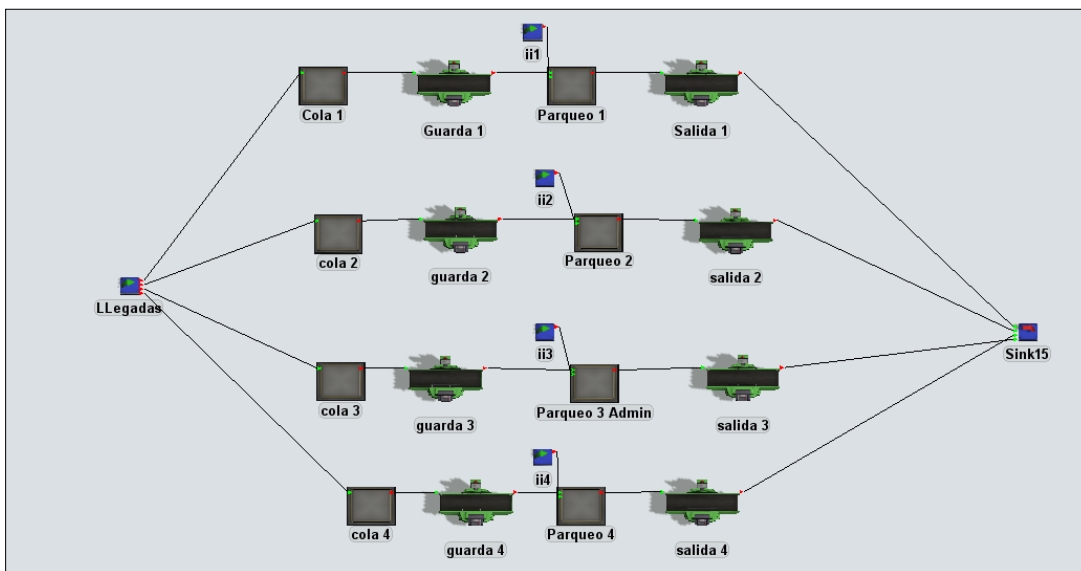 ii1
Cola 1
Guarda 1
Parqueo 1
Salida 1
ii2
cola 2
guarda 2
Parqueo 2
salida 2
LLegadas
Sink15
ii3
cola 3
guarda 3
Parqueo 3 Admin
salida 3
ii4
cola 4
guarda 4
Parqueo 4
salida 4